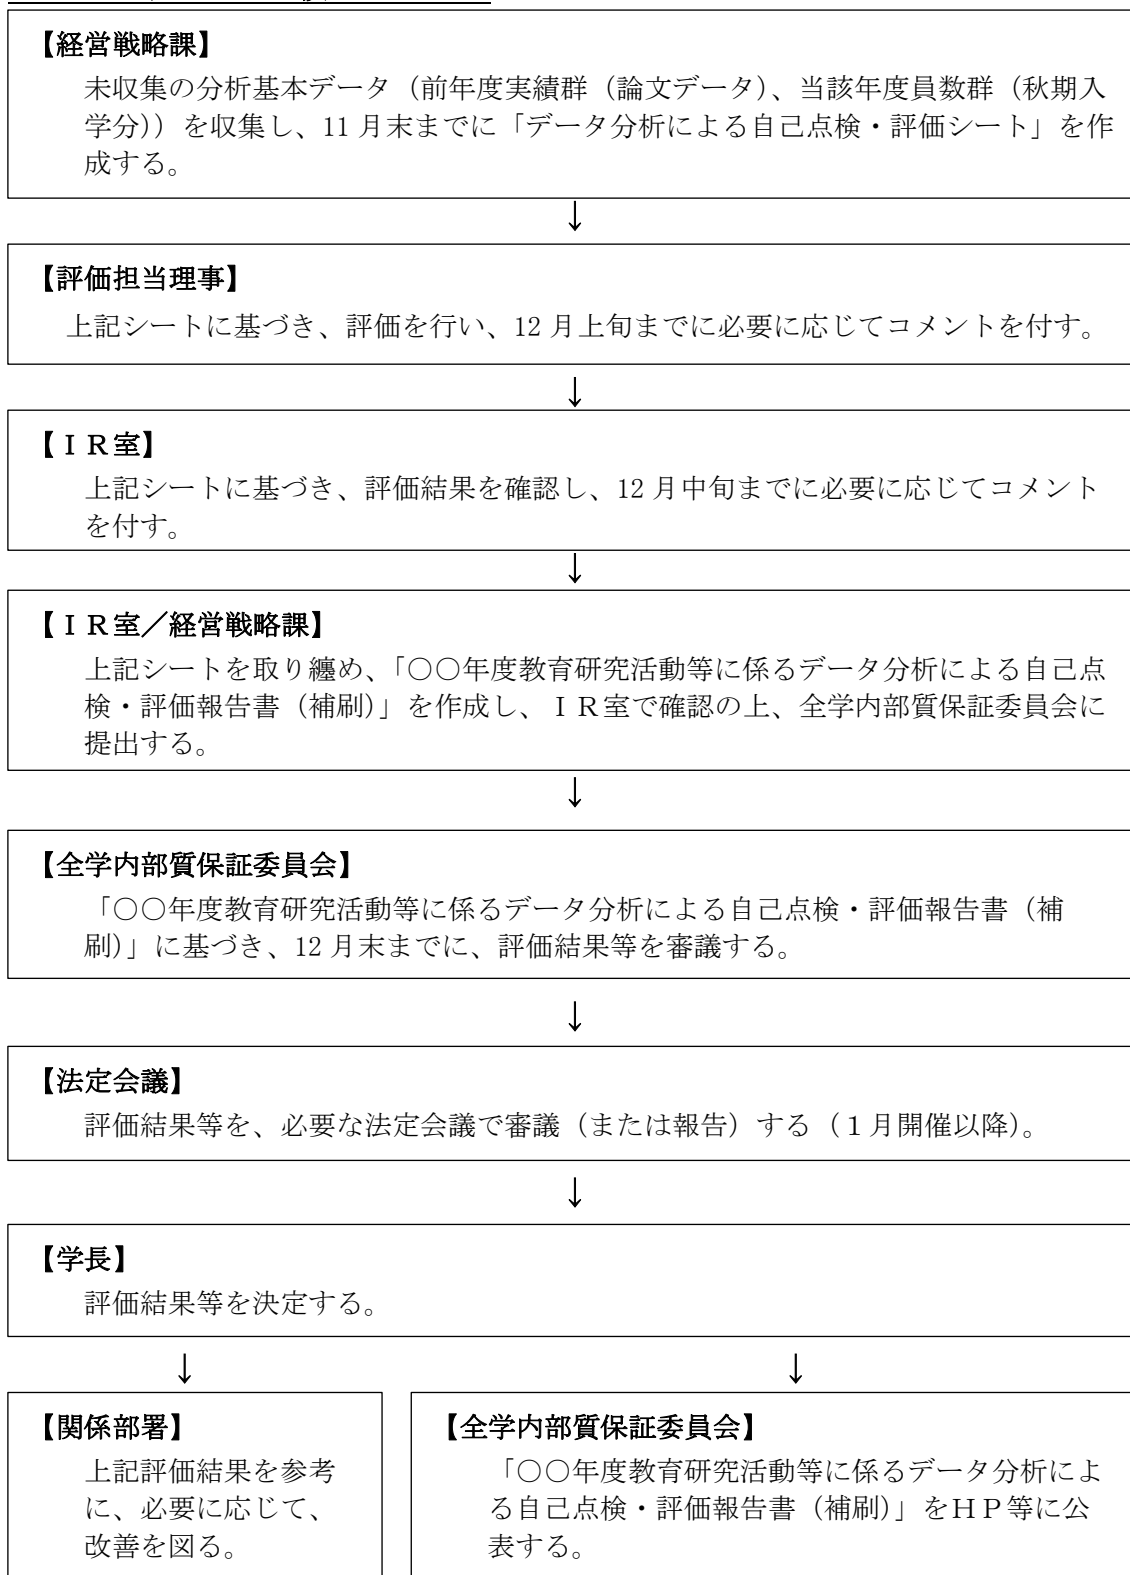 【経営戦略課】
未収集の分析基本データ（前年度実績群（論文データ）、当該年度員数群（秋期入
学分））を収集し、11 月末までに「データ分析による自己点検・評価シート」を作
成する。
↓
【評価担当理事】
上記シートに基づき、評価を行い、12 月上旬までに必要に応じてコメントを付す。
↓
【ＩＲ室】
上記シートに基づき、評価結果を確認し、12 月中旬までに必要に応じてコメント
を付す。
↓
【ＩＲ室／経営戦略課】
上記シートを取り纏め、「○○年度教育研究活動等に係るデータ分析による自己点
検・評価報告書（補刷）」を作成し、ＩＲ室で確認の上、全学内部質保証委員会に
提出する。
↓
【全学内部質保証委員会】
「○○年度教育研究活動等に係るデータ分析による自己点検・評価報告書（補
刷）」に基づき、12 月末までに、評価結果等を審議する。
↓
【法定会議】
評価結果等を、必要な法定会議で審議（または報告）する（１月開催以降）。
↓
【学長】
評価結果等を決定する。
↓ ↓
【関係部署】
上記評価結果を参考
に、必要に応じて、
改善を図る。
【全学内部質保証委員会】
「○○年度教育研究活動等に係るデータ分析によ
る自己点検・評価報告書（補刷）」をＨＰ等に公
表する。